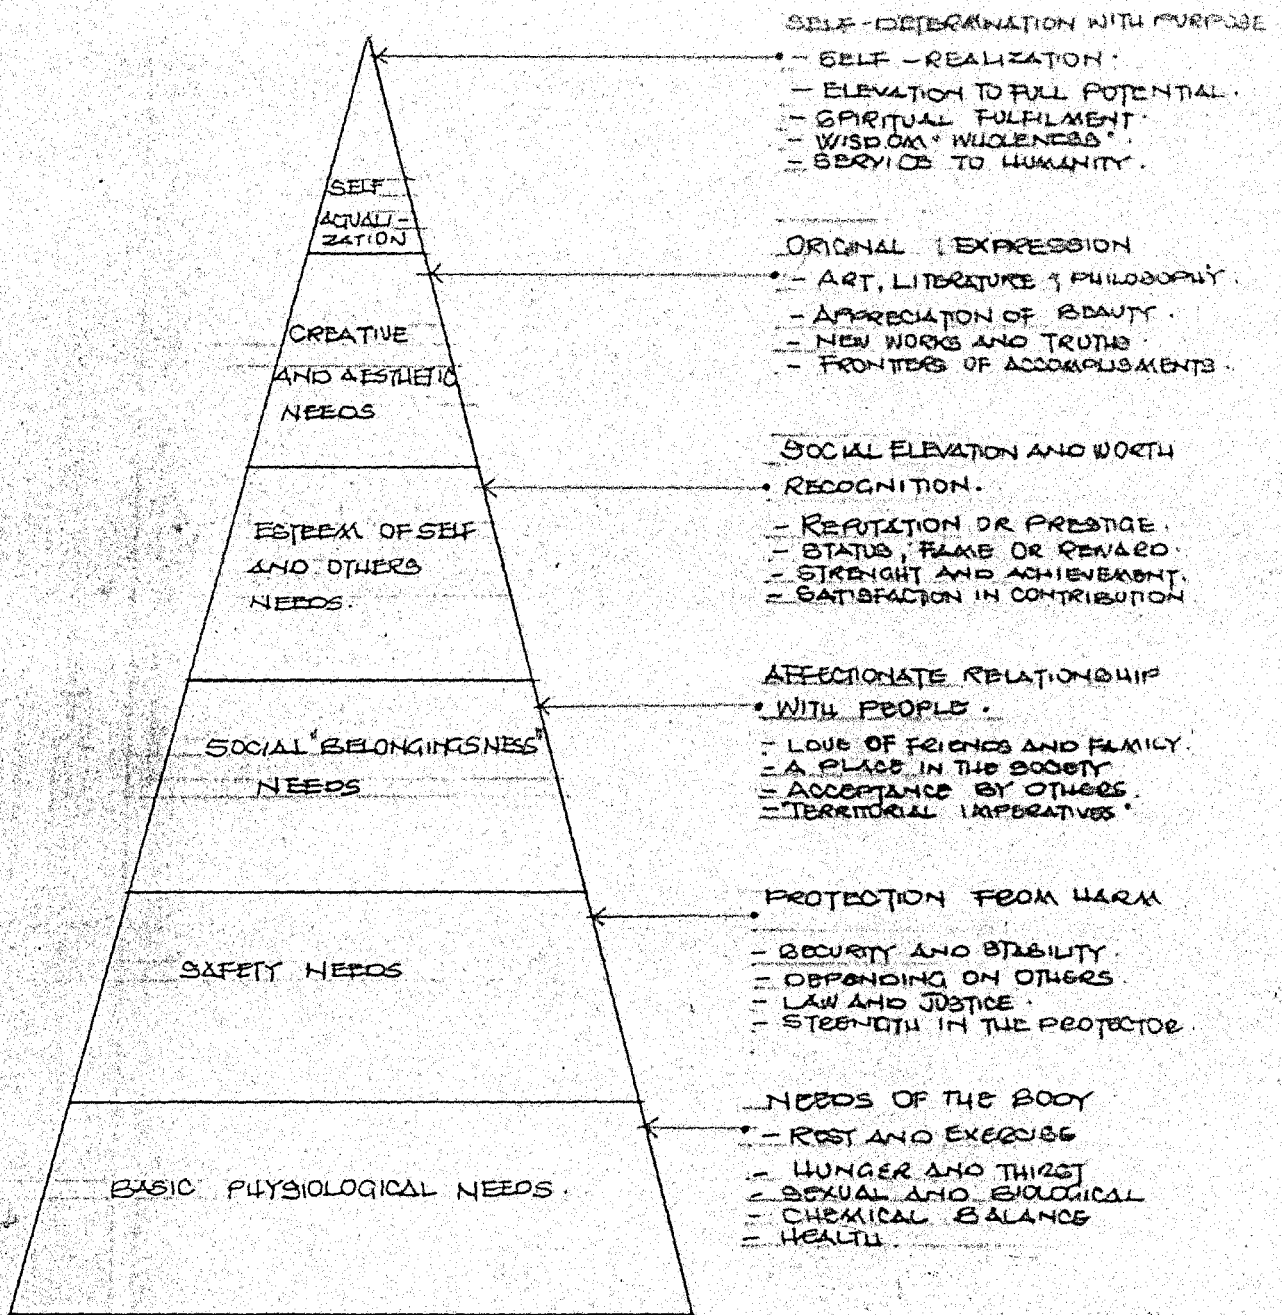 SELF-DETERMINATION WITH PURPOSE
- SELF-REALIZATION.
- ELEVATION TO FULL POTENTIAL.
- SPIRITUAL FULFILMENT.
- WISDOM "WHOLENESS".
- SERVICE TO HUMANITY.
SELF
ACUALI-
ZATION
ORIGINAL EXPRESSION
- ART, LITERATURE & PHILOSOPHY.
- APPRECIATION OF BEAUTY.
- NEW WORKS AND TRUTHS.
- FRONTIERS OF ACCOMPLISMENTS.
CREATIVE
AND AESTHETIC
NEEDS
SOCIAL ELEVATION AND WORTH
RECOGNITION.
- REPUTATION OR PRESTIGE.
- STATUS, FAME OR REWARD.
- STRENGHT AND ACHIEVEMENT.
- SATISFACTION IN CONTRIBUTION
ESTEEM OF SELF
AND OTHERS
NEEDS.
AFFECTIONATE RELATIONSHIP
WITH PEOPLE.
- LOVE OF FRIENDS AND FAMILY.
- A PLACE IN THE SOCIETY
- ACCEPTANCE BY OTHERS.
- "TERRITORIAL IMPERATIVES"
SOCIAL "BELONGINGSNESS"
NEEDS
PROTECTION FROM HARM
- SECURITY AND STABILITY.
- DEPENDING ON OTHERS.
- LAW AND JUSTICE.
- STRENGTH IN THE PROTECTOR.
SAFETY NEEDS
NEEDS OF THE BODY
- REST AND EXERCISE
- HUNGER AND THIRST
- SEXUAL AND BIOLOGICAL
- CHEMICAL BALANCE
- HEALTH.
BASIC PHYSIOLOGICAL NEEDS.